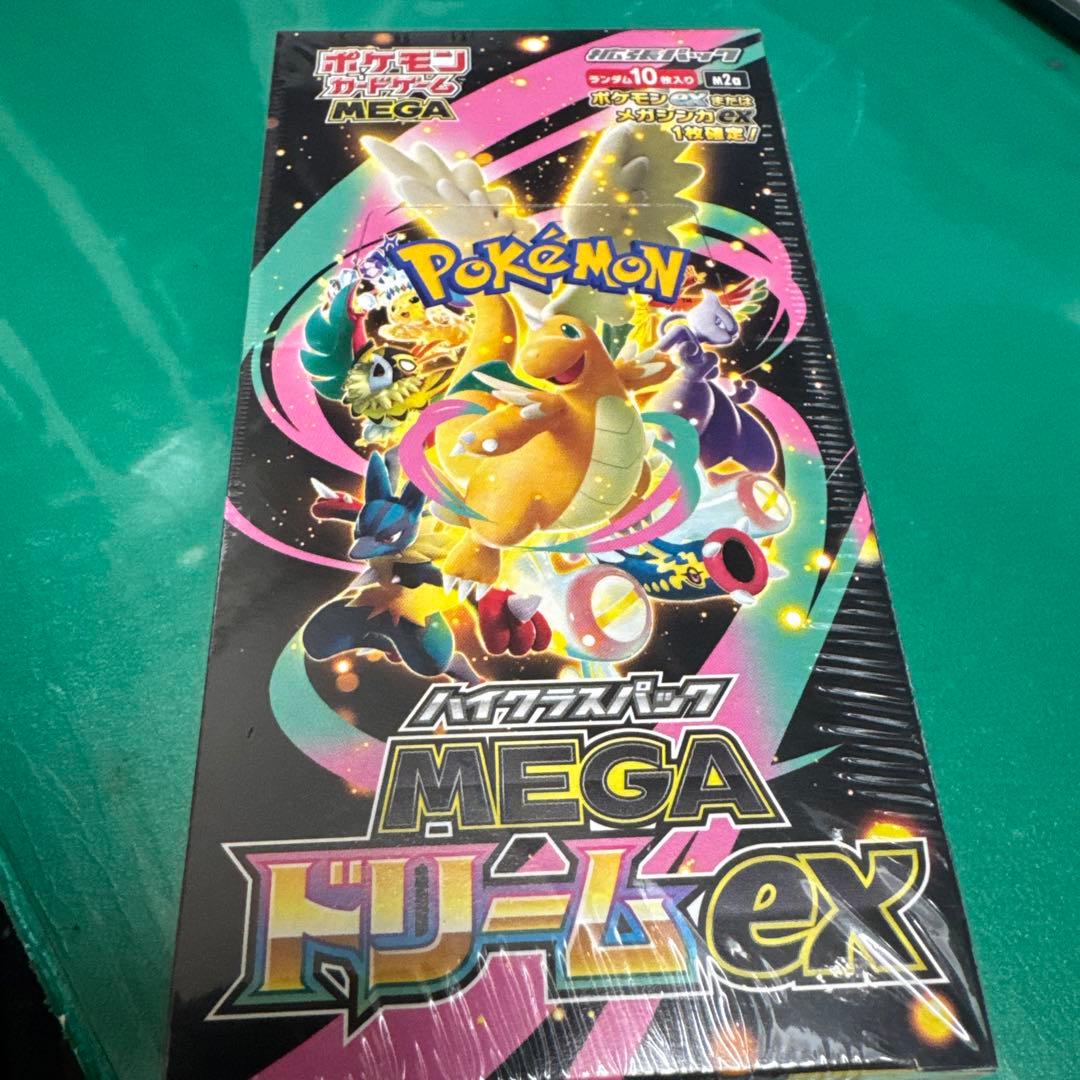 ポケモン
カードゲーム
MEGA
拡張パック
ランダム10枚入り
M2a
ポケモンexまたは
メガシンカex
1枚確定!
POKéMON
TM
ハイクラスパック
MEGA
ドリームex